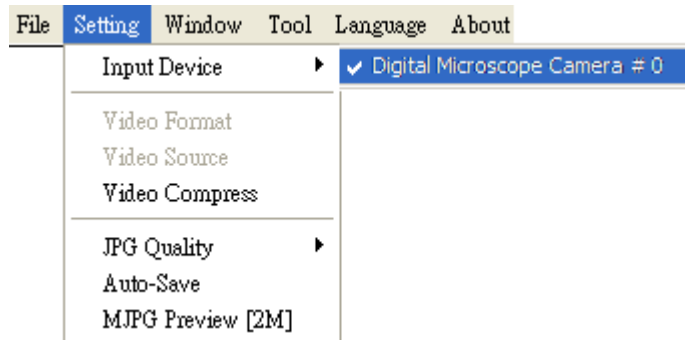 File Setting Window Tool Language About
Input Device ✓ Digital Microscope Camera # 0
Video Format
Video Source
Video Compress
JPG Quality
Auto-Save
MJPG Preview [2M]